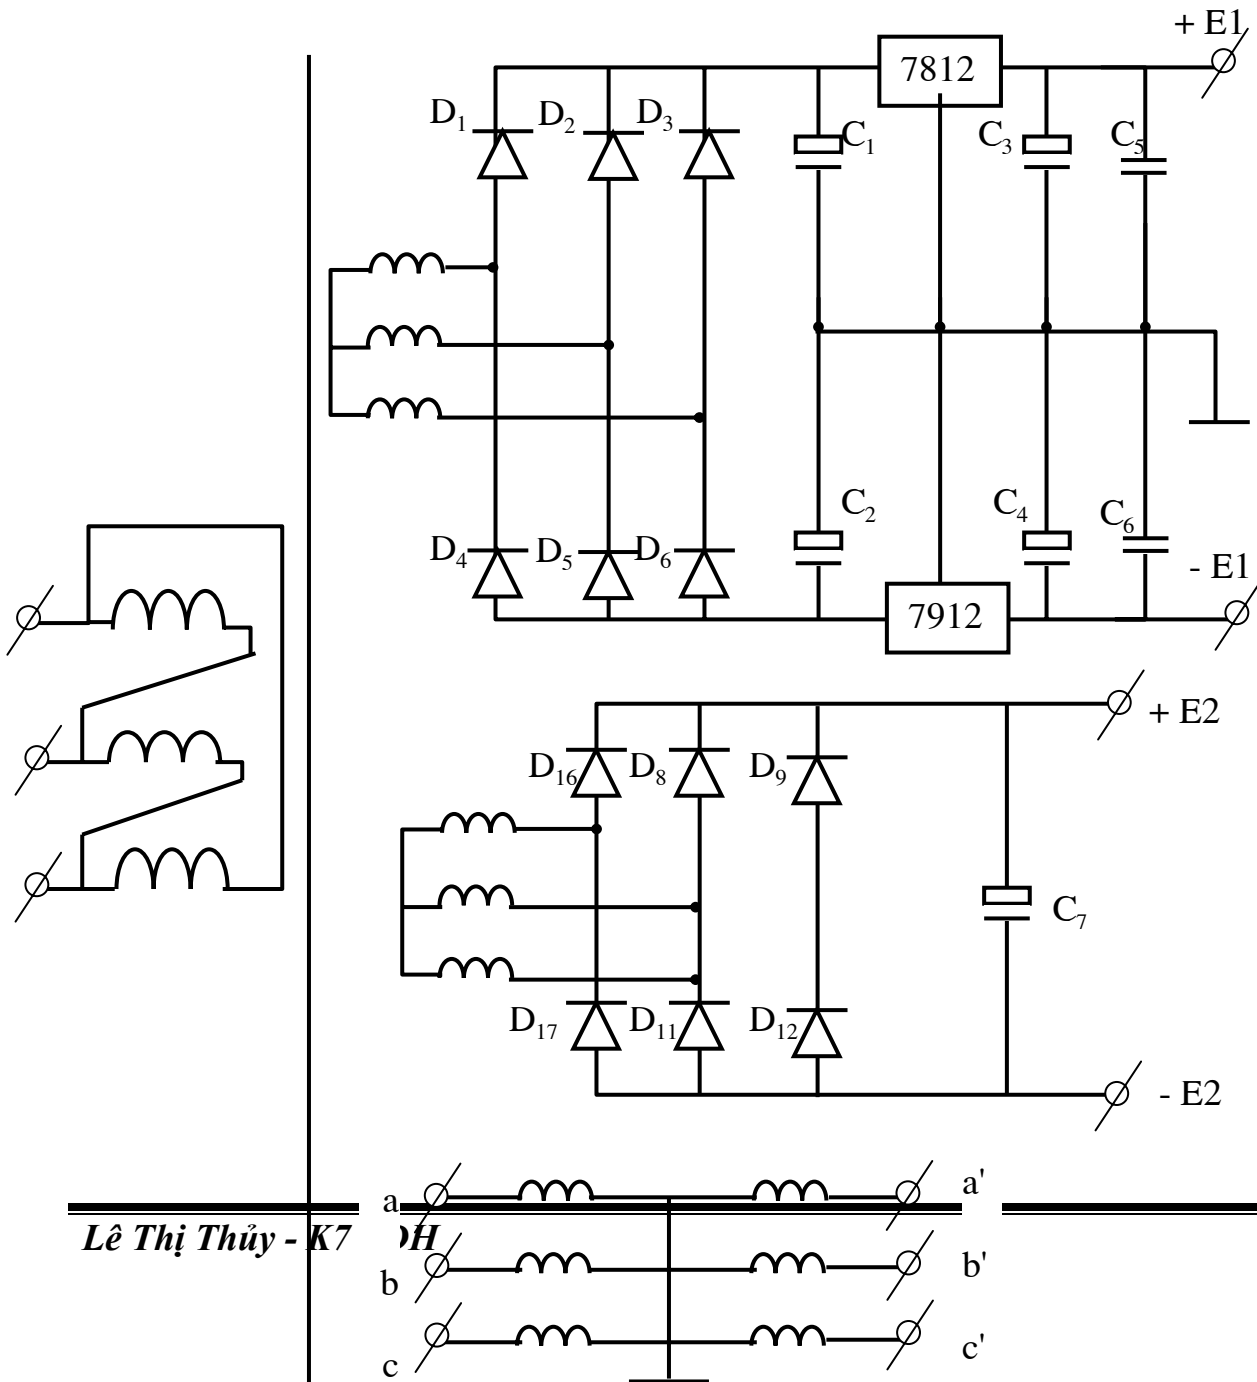 + E1
7812
D1
D2
D3
C1
C3
C5
C2
C4
C6
D4
D5
D6
- E1
7912
+ E2
D16
D8
D9
C7
D17
D11
D12
- E2
a
a'
Lê Thị Thủy - K7 ĐH
b
b'
c
c'